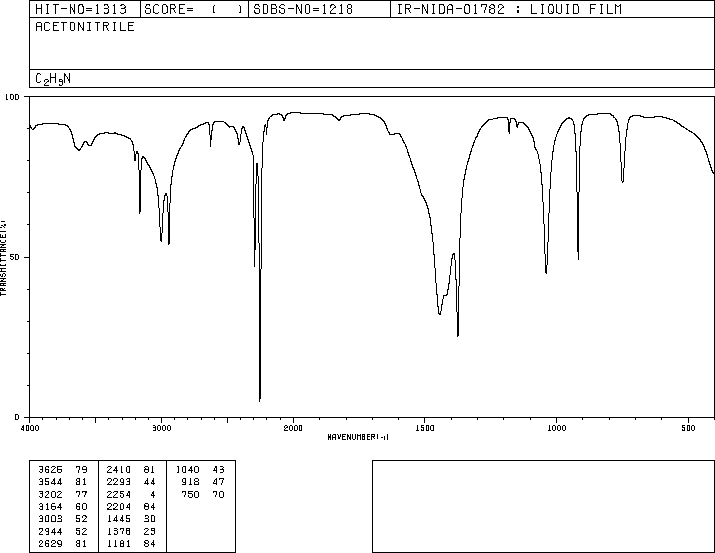 HIT-NO=1313 SCORE= ( ) SDBS-NO=1218 IR-NIDA-01782 : LIQUID FILM
ACETONITRILE
C2H3N
100
50
0
TRANSMITTANCE(%)
4000 3000 2000 1500 1000 500
WAVENUMBER(-1)
3625 79 2410 81 1040 43
3544 81 2293 44 918 47
3202 77 2254 4 750 70
3164 60 2204 84
3003 52 1445 30
2944 52 1378 23
2629 81 1181 84